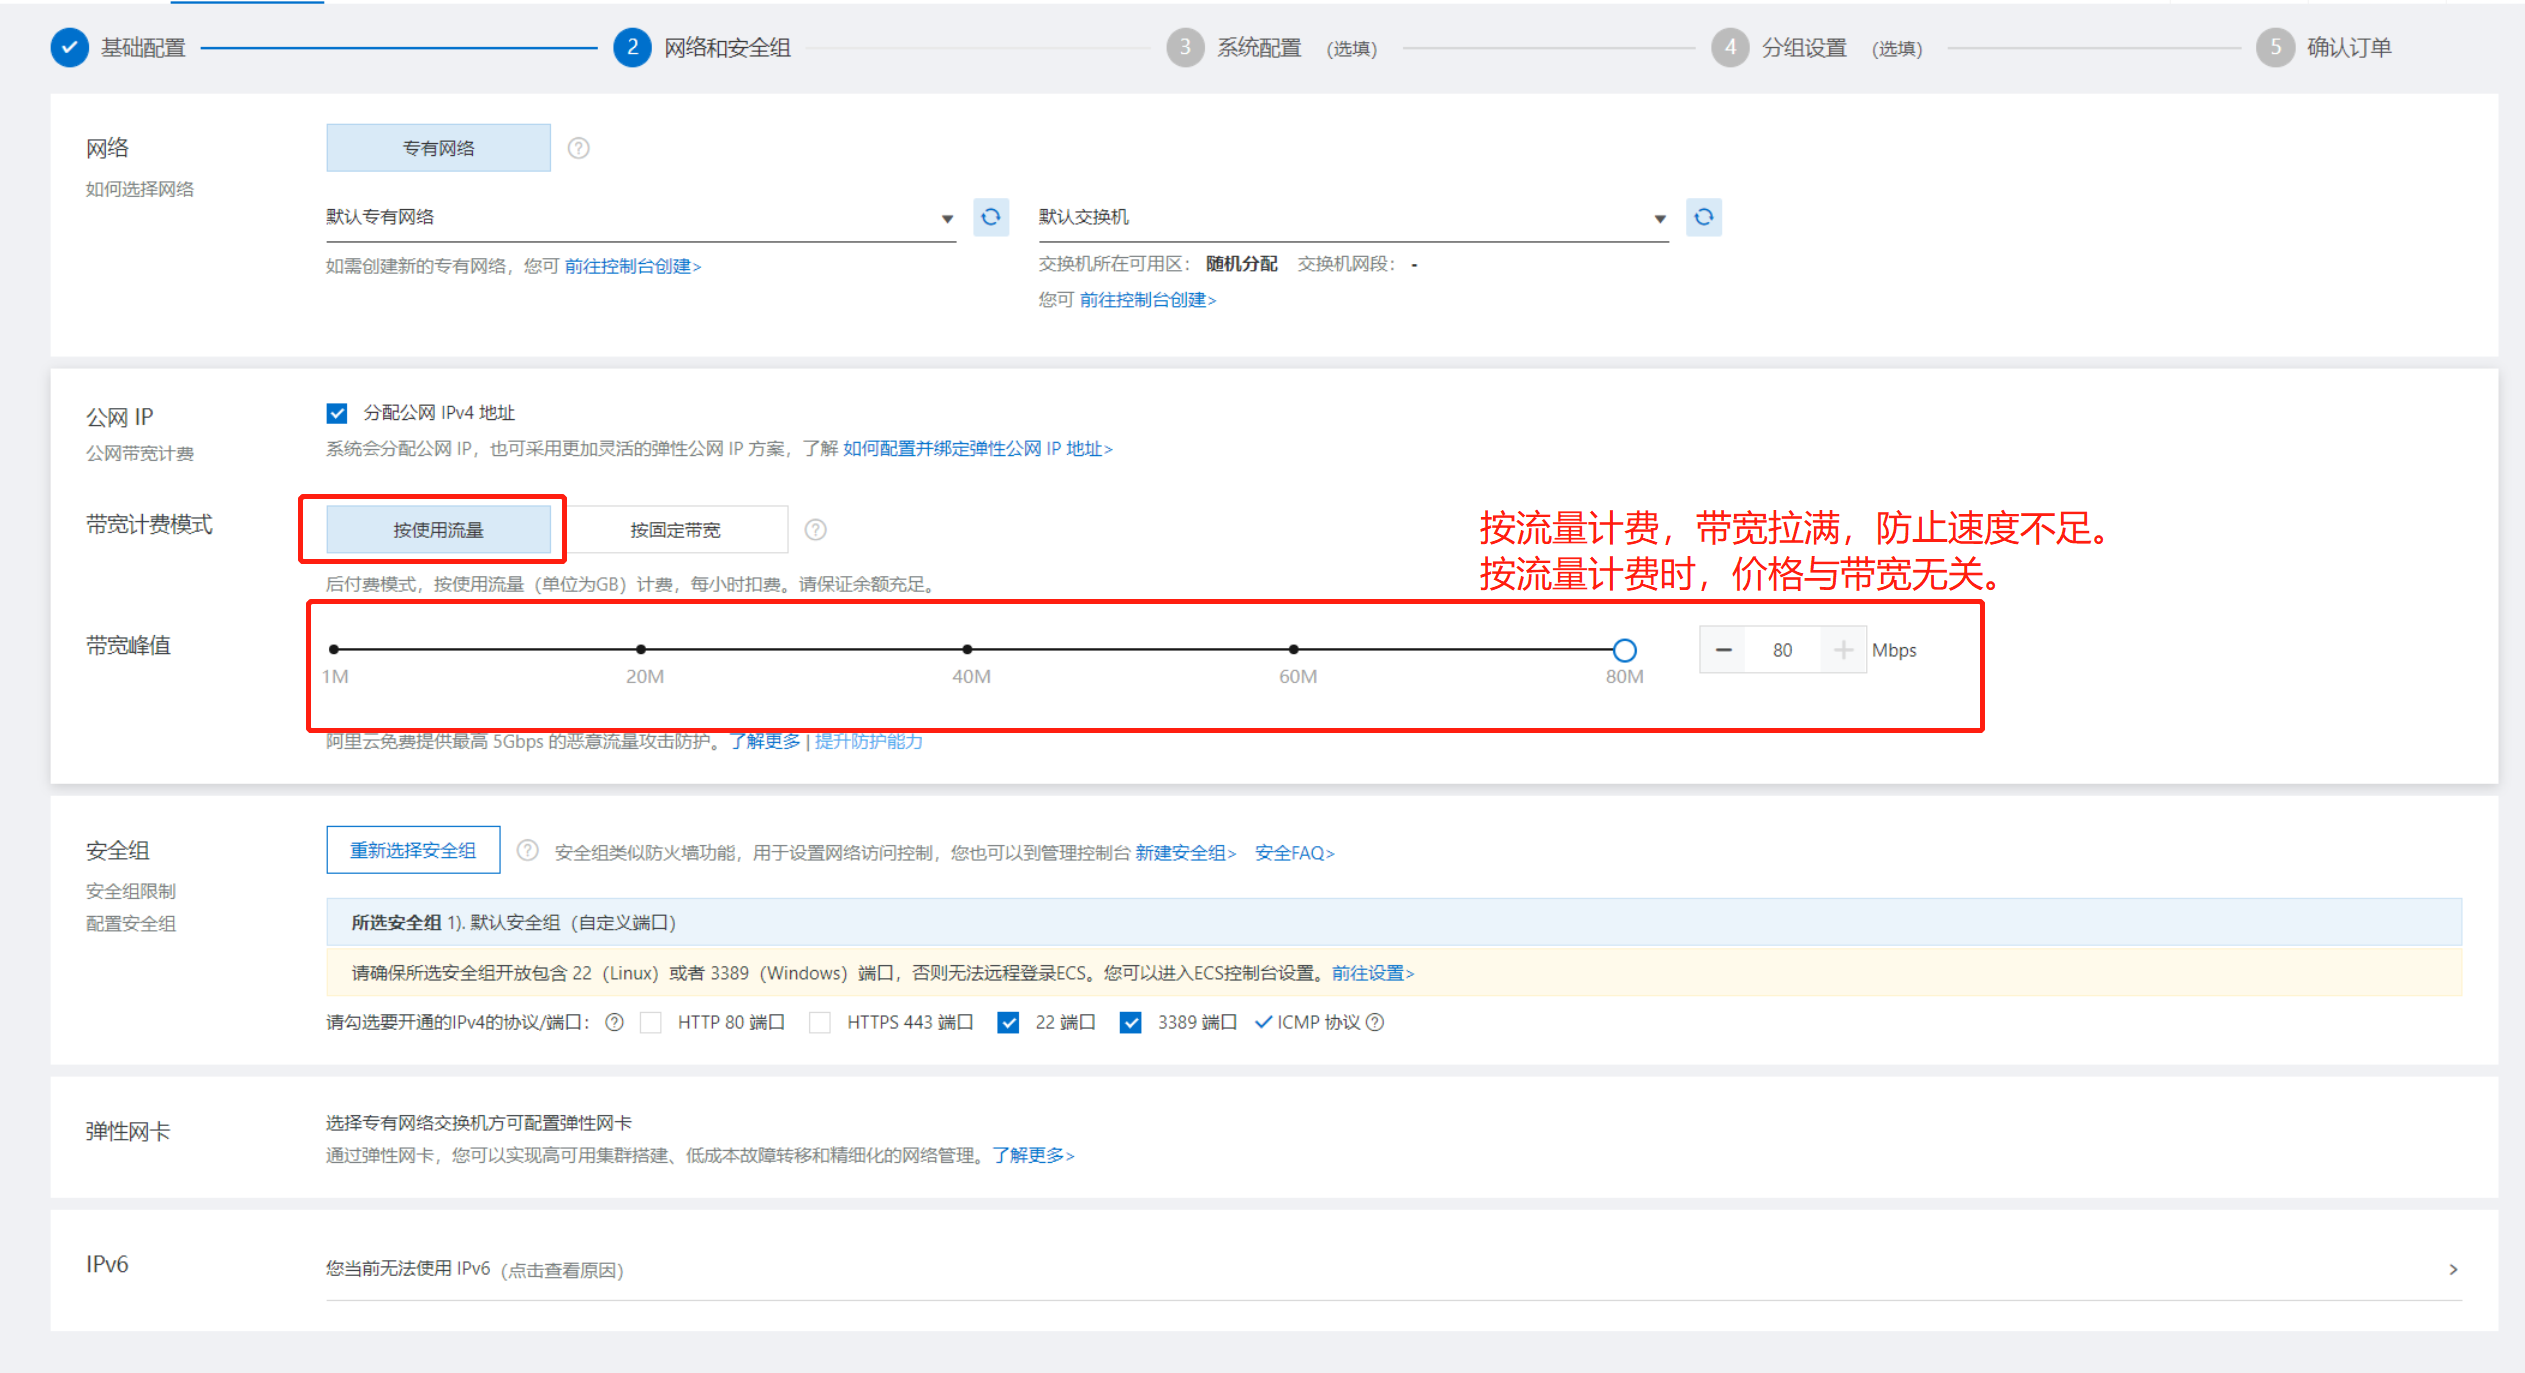 基础配置
2 网络和安全组
3 系统配置 (选填)
4 分组设置 (选填)
5 确认订单
网络
专有网络
如何选择网络
默认专有网络
默认交换机
如需创建新的专有网络，您可 前往控制台创建>
交换机所在可用区： 随机分配 交换机网段： -
您可 前往控制台创建>
公网 IP
分配公网 IPv4 地址
公网带宽计费
系统会分配公网 IP，也可采用更加灵活的弹性公网 IP 方案，了解 如何配置并绑定弹性公网 IP 地址>
带宽计费模式
按使用流量
按固定带宽
按流量计费，带宽拉满，防止速度不足。
按流量计费时，价格与带宽无关。
后付费模式，按使用流量（单位为GB）计费，每小时扣费。请保证余额充足。
带宽峰值
1M 20M 40M 60M 80M
80 Mbps
阿里云免费提供最高 5Gbps 的恶意流量攻击防护。了解更多 | 提升防护能力
安全组
重新选择安全组
安全组类似防火墙功能，用于设置网络访问控制，您也可以到管理控制台 新建安全组> 安全FAQ>
安全组限制
配置安全组
所选安全组 1). 默认安全组（自定义端口）
请确保所选安全组开放包含 22（Linux）或者 3389（Windows）端口，否则无法远程登录ECS。您可以进入ECS控制台设置。前往设置>
请勾选要开通的IPv4的协议/端口： HTTP 80 端口 HTTPS 443 端口 22 端口 3389 端口 ICMP 协议
弹性网卡
选择专有网络交换机方可配置弹性网卡
通过弹性网卡，您可以实现高可用集群搭建、低成本故障转移和精细化的网络管理。了解更多>
IPv6
您当前无法使用 IPv6 (点击查看原因)